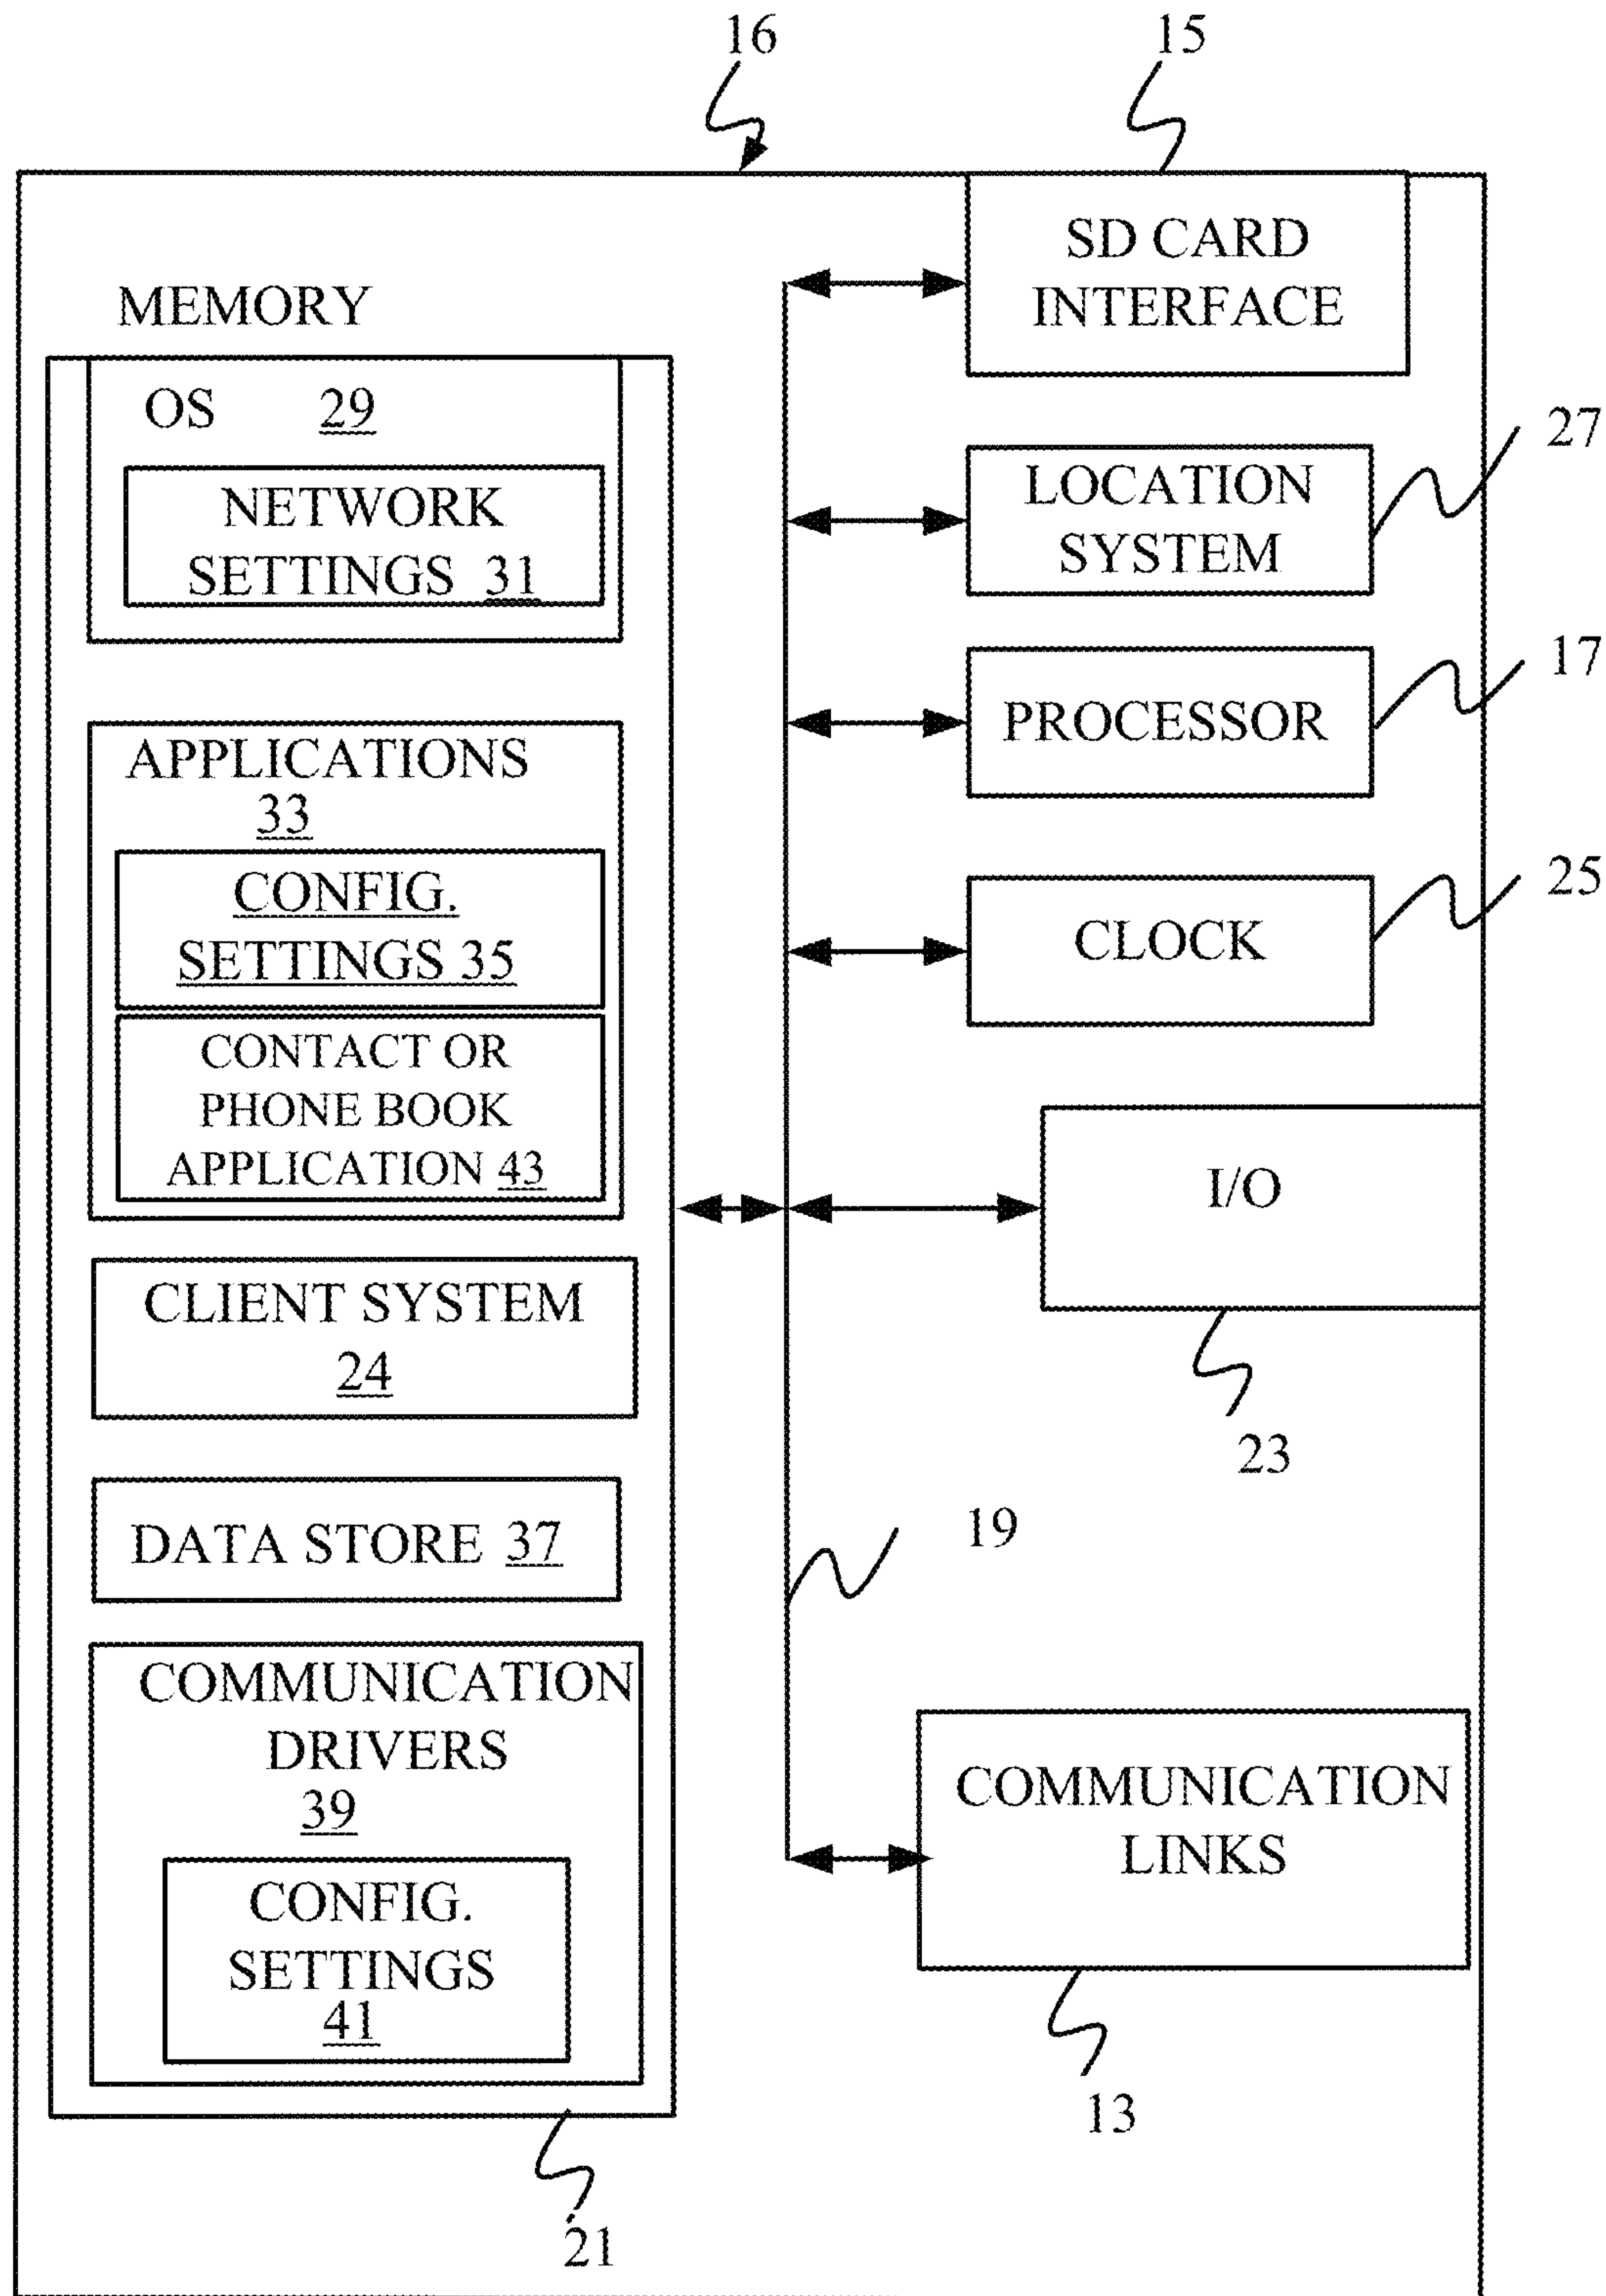 16
15
MEMORY
OS 29
NETWORK
SETTINGS 31
APPLICATIONS
33
CONFIG.
SETTINGS 35
CONTACT OR
PHONE BOOK
APPLICATION 43
CLIENT SYSTEM
24
DATA STORE 37
COMMUNICATION
DRIVERS
39
CONFIG.
SETTINGS
41
21
SD CARD
INTERFACE
LOCATION
SYSTEM
27
PROCESSOR
17
CLOCK
25
I/O
23
19
COMMUNICATION
LINKS
13